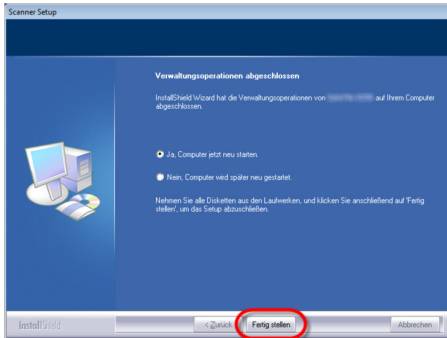 Scanner Setup
Verwaltungsoperationen abgeschlossen
InstallShield Wizard hat die Verwaltungsoperationen von auf Ihrem Computer
abgeschlossen.
Ja, Computer jetzt neu starten.
Nein, Computer wird später neu gestartet.
Nehmen Sie alle Disketten aus den Laufwerken, und klicken Sie anschließend auf 'Fertig
stellen', um das Setup abzuschließen.
InstallShield
< Zurück
Fertig stellen
Abbrechen